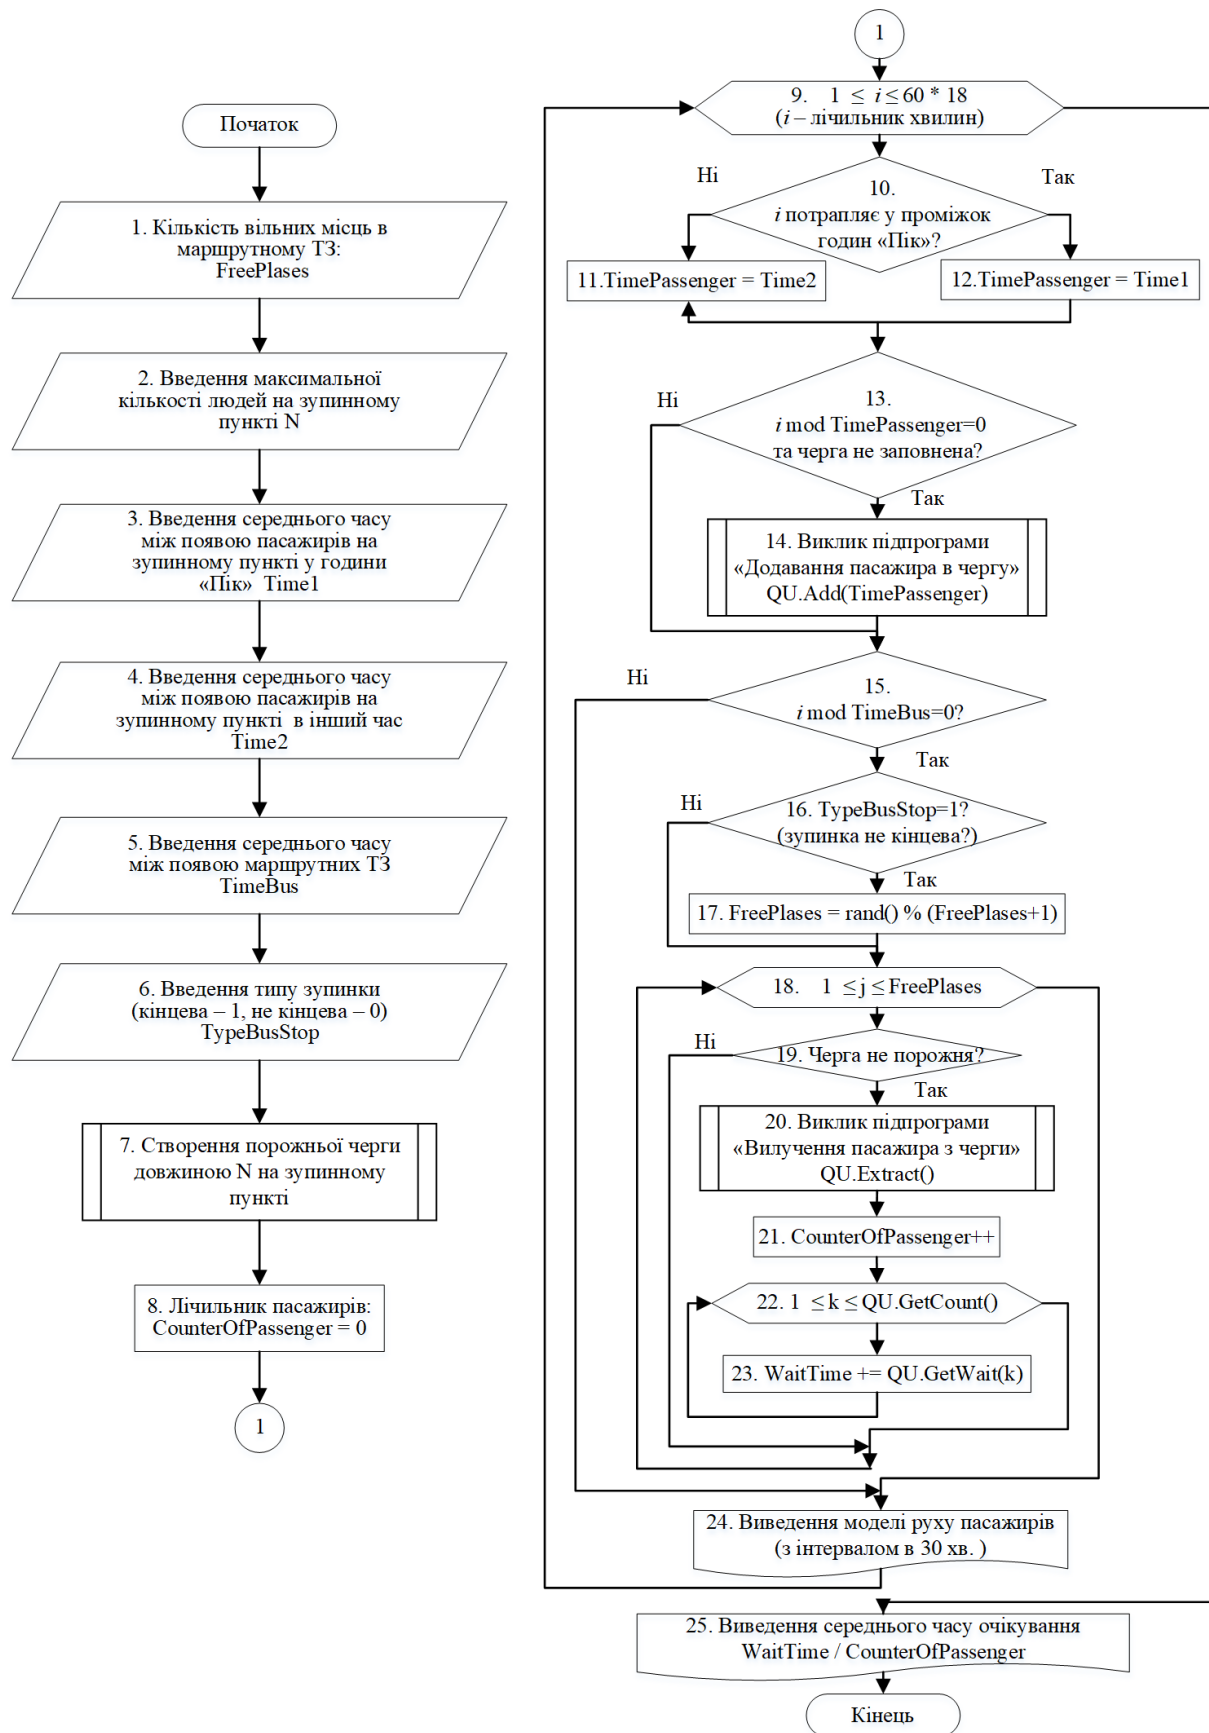 Початок
1. Кількість вільних місць в
маршрутному ТЗ:
FreePlases
2. Введення максимальної
кількості людей на зупинному
пункті N
3. Введення середнього часу
між появою пасажирів на
зупинному пункті у години
«Пік»  Time1
4. Введення середнього часу
між появою пасажирів на
зупинному пункті  в інший час
Time2
5. Введення середнього часу
між появою маршрутних ТЗ
TimeBus
6. Введення типу зупинки
(кінцева – 1, не кінцева – 0)
TypeBusStop
7. Створення порожньої черги
довжиною N на зупинному
пункті
8. Лічильник пасажирів:
CounterOfPassenger = 0
1
1
9.    1  ≤  i ≤ 60 * 18
(i – лічильник хвилин)
Ні
Так
10.
i потрапляє у проміжок
годин «Пік»?
11.TimePassenger = Time2
12.TimePassenger = Time1
Ні
13.
i mod TimePassenger=0
та черга не заповнена?
Так
14. Виклик підпрограми
«Додавання пасажира в чергу»
QU.Add(TimePassenger)
Ні
15.
i mod TimeBus=0?
Так
Ні
16. TypeBusStop=1?
(зупинка не кінцева?)
Так
17. FreePlases = rand() % (FreePlases+1)
18.    1  ≤ j ≤ FreePlases
Ні
19. Черга не порожня?
Так
20. Виклик підпрограми
«Вилучення пасажира з черги»
QU.Extract()
21. CounterOfPassenger++
22. 1  ≤ k ≤ QU.GetCount()
23. WaitTime += QU.GetWait(k)
24. Виведення моделі руху пасажирів
(з інтервалом в 30 хв. )
25. Виведення середнього часу очікування
WaitTime / CounterOfPassenger
Кінець